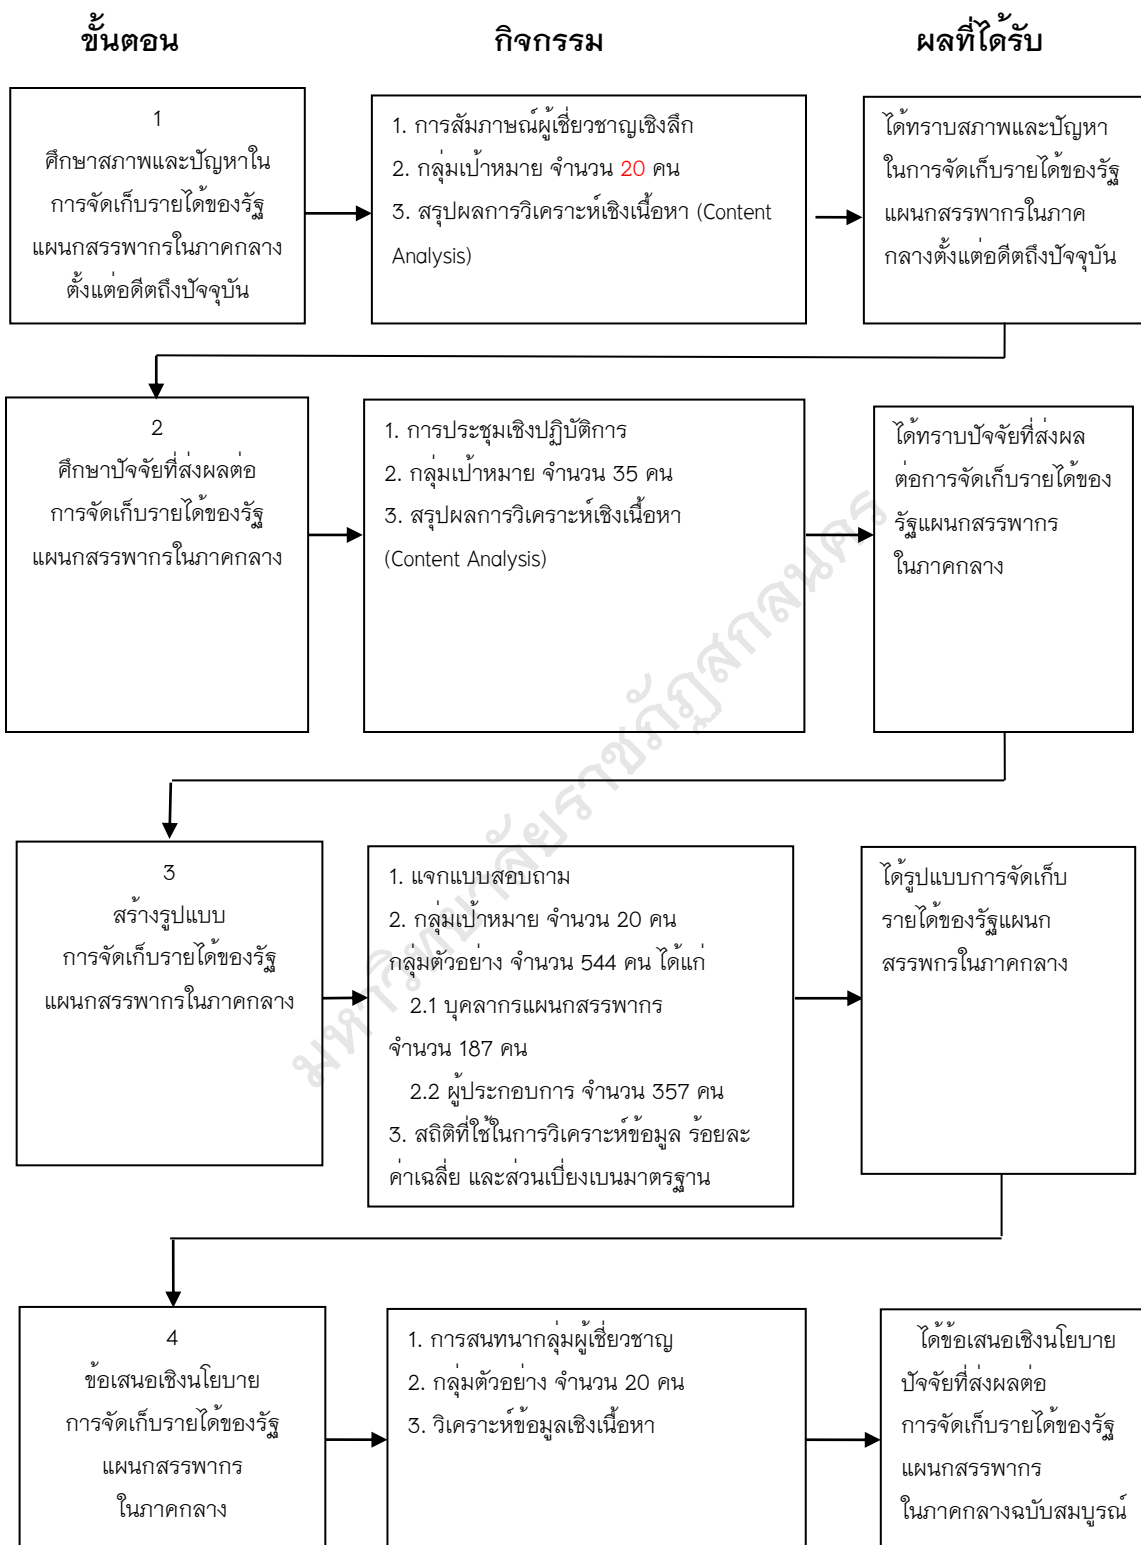 ขั้นตอน
กิจกรรม
ผลที่ได้รับ
1
ศึกษาสภาพและปัญหาใน
การจัดเก็บรายได้ของรัฐ
แผนกสรรพากรในภาคกลาง
ตั้งแต่อดีตถึงปัจจุบัน
1. การสัมภาษณ์ผู้เชี่ยวชาญเชิงลึก
2. กลุ่มเป้าหมาย จำนวน 20 คน
3. สรุปผลการวิเคราะห์เชิงเนื้อหา (Content
Analysis)
ได้ทราบสภาพและปัญหา
ในการจัดเก็บรายได้ของรัฐ
แผนกสรรพากรในภาค
กลางตั้งแต่อดีตถึงปัจจุบัน
2
ศึกษาปัจจัยที่ส่งผลต่อ
การจัดเก็บรายได้ของรัฐ
แผนกสรรพากรในภาคกลาง
1. การประชุมเชิงปฏิบัติการ
2. กลุ่มเป้าหมาย จำนวน 35 คน
3. สรุปผลการวิเคราะห์เชิงเนื้อหา
(Content Analysis)
ได้ทราบปัจจัยที่ส่งผล
ต่อการจัดเก็บรายได้ของ
รัฐแผนกสรรพากร
ในภาคกลาง
3
สร้างรูปแบบ
การจัดเก็บรายได้ของรัฐ
แผนกสรรพากรในภาคกลาง
1. แจกแบบสอบถาม
2. กลุ่มเป้าหมาย จำนวน 20 คน
กลุ่มตัวอย่าง จำนวน 544 คน ได้แก่
2.1 บุคลากรแผนกสรรพากร
จำนวน 187 คน
2.2 ผู้ประกอบการ จำนวน 357 คน
3. สถิติที่ใช้ในการวิเคราะห์ข้อมูล ร้อยละ
ค่าเฉลี่ย และส่วนเบี่ยงเบนมาตรฐาน
ได้รูปแบบการจัดเก็บ
รายได้ของรัฐแผนก
สรรพกรในภาคกลาง
4
ข้อเสนอเชิงนโยบาย
การจัดเก็บรายได้ของรัฐ
แผนกสรรพากร
ในภาคกลาง
1. การสนทนากลุ่มผู้เชี่ยวชาญ
2. กลุ่มตัวอย่าง จำนวน 20 คน
3. วิเคราะห์ข้อมูลเชิงเนื้อหา
ได้ข้อเสนอเชิงนโยบาย
ปัจจัยที่ส่งผลต่อ
การจัดเก็บรายได้ของรัฐ
แผนกสรรพากร
ในภาคกลางฉบับสมบูรณ์
มหาวิทยาลัยราชภัฏสกลนคร